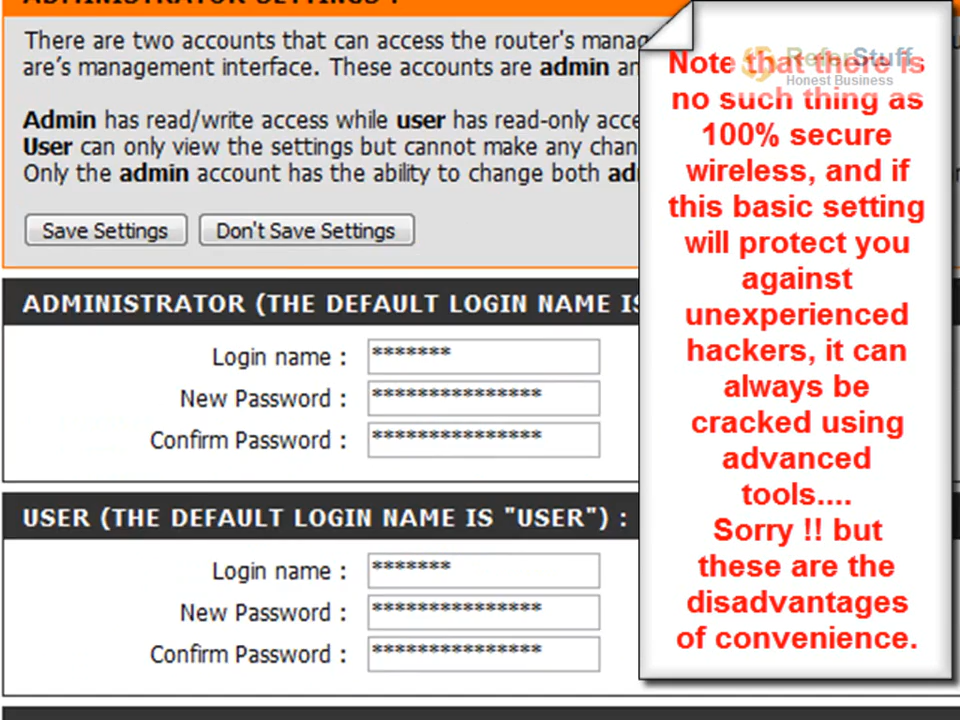 ADMINISTRATOR SETTINGS :
There are two accounts that can access the router's mana
are's management interface. These accounts are admin an
Admin has read/write access while user has read-only acce
User can only view the settings but cannot make any chan
Only the admin account has the ability to change both ad
Save Settings Don't Save Settings
ADMINISTRATOR (THE DEFAULT LOGIN NAME IS
Login name : *******
New Password : ***************
Confirm Password : ***************
USER (THE DEFAULT LOGIN NAME IS "USER") :
Login name : *******
New Password : ***************
Confirm Password : ***************
ReferStuff
Honest Business
Note that there is
no such thing as
100% secure
wireless, and if
this basic setting
will protect you
against
unexperienced
hackers, it can
always be
cracked using
advanced
tools....
Sorry !! but
these are the
disadvantages
of convenience.